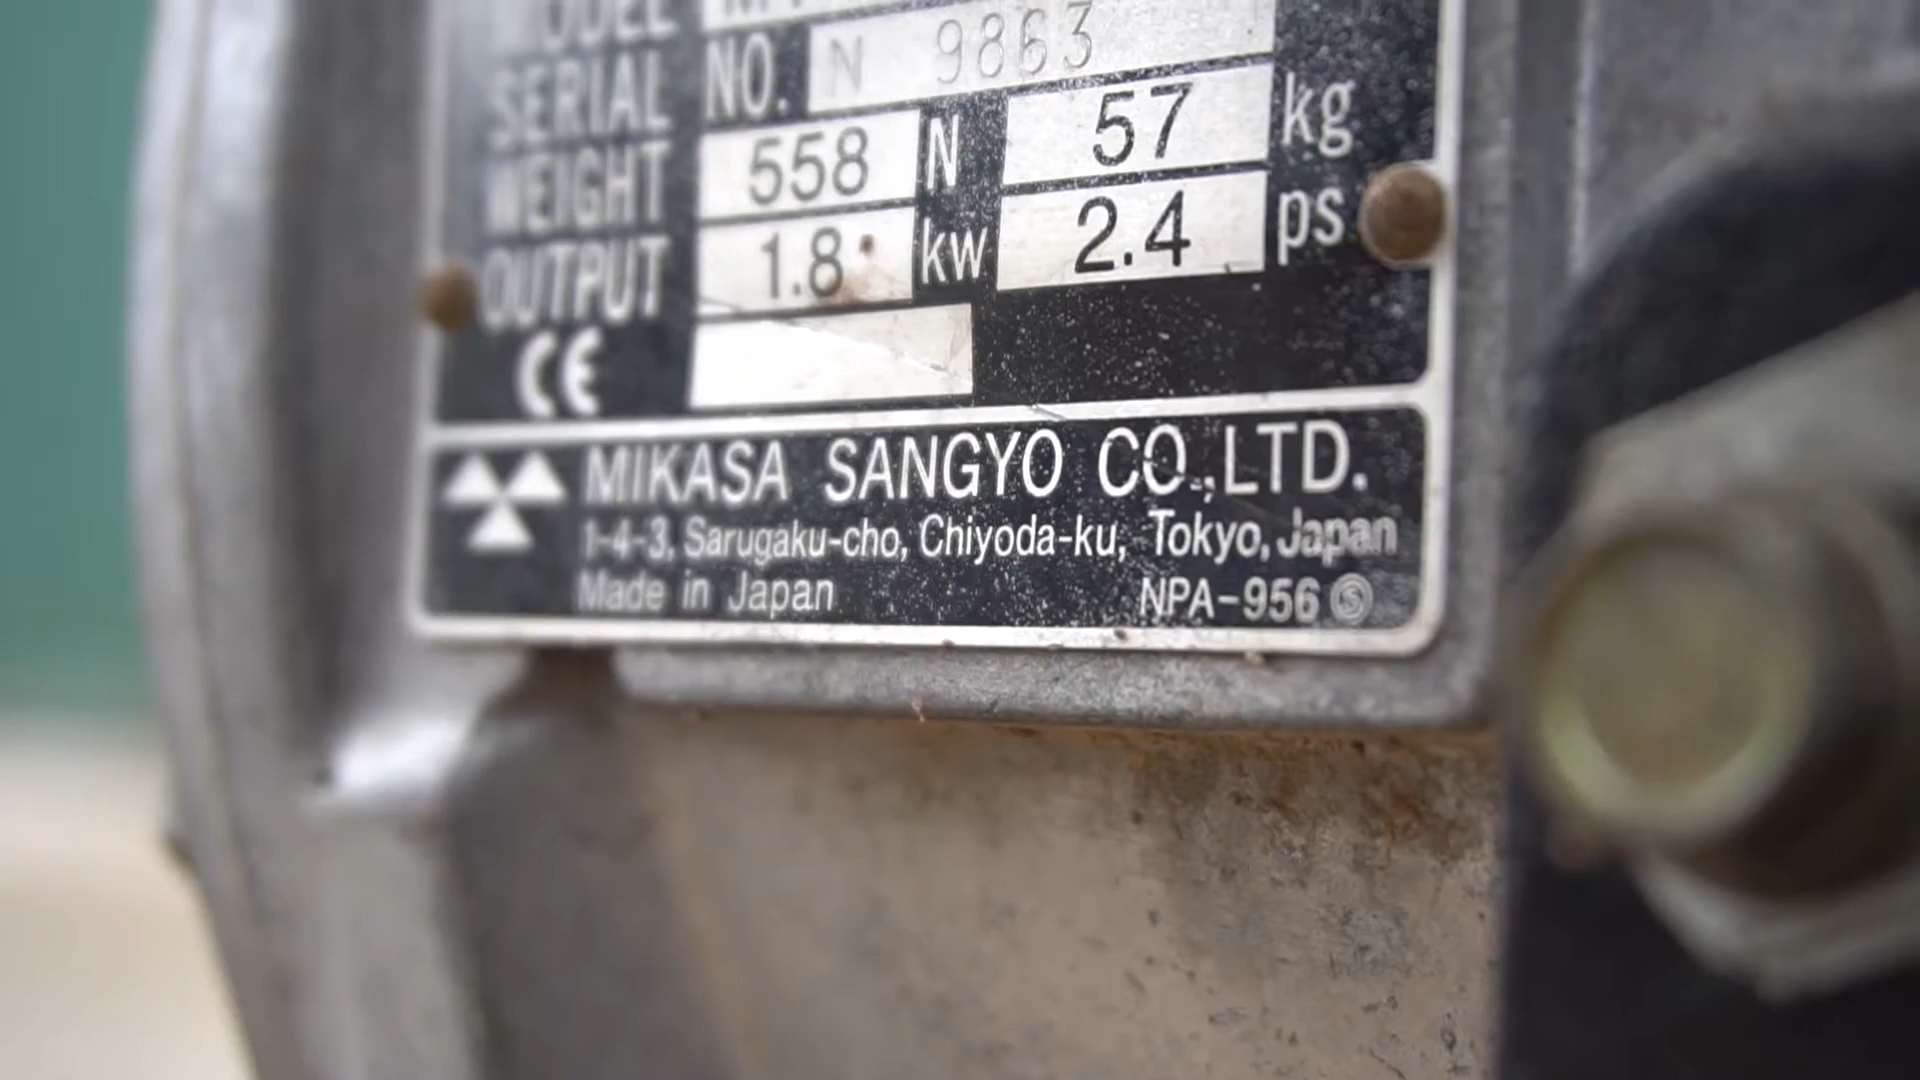 MODEL
SERIAL NO. N 9863
WEIGHT 558 N 57 kg
OUTPUT 1.8 kw 2.4 ps
CE
MIKASA SANGYO CO.,LTD.
1-4-3, Sarugaku-cho, Chiyoda-ku, Tokyo, Japan
Made in Japan NPA-956 Ⓢ